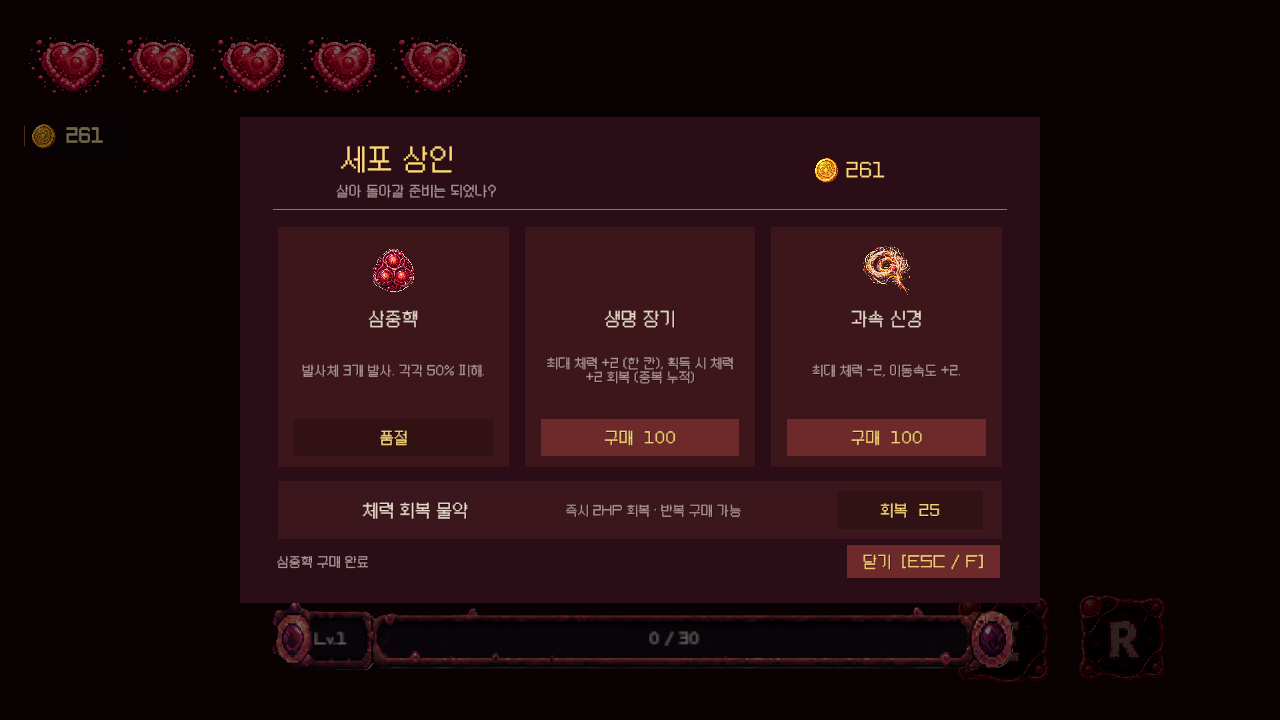 261
세포 상인
261
살아 돌아갈 준비는 되었나?
삼중핵
생명 장기
과속 신경
발사체 3개 발사. 각각 50% 피해.
최대 체력 +2 (한 칸), 획득 시 체력
+2 회복 (중복 누적)
최대 체력 -2, 이동속도 +2.
품절
구매 100
구매 100
체력 회복 물약
즉시 2HP 회복 · 반복 구매 가능
회복 25
삼중핵 구매 완료
닫기 [ESC / F]
Lv.1
0 / 30
R